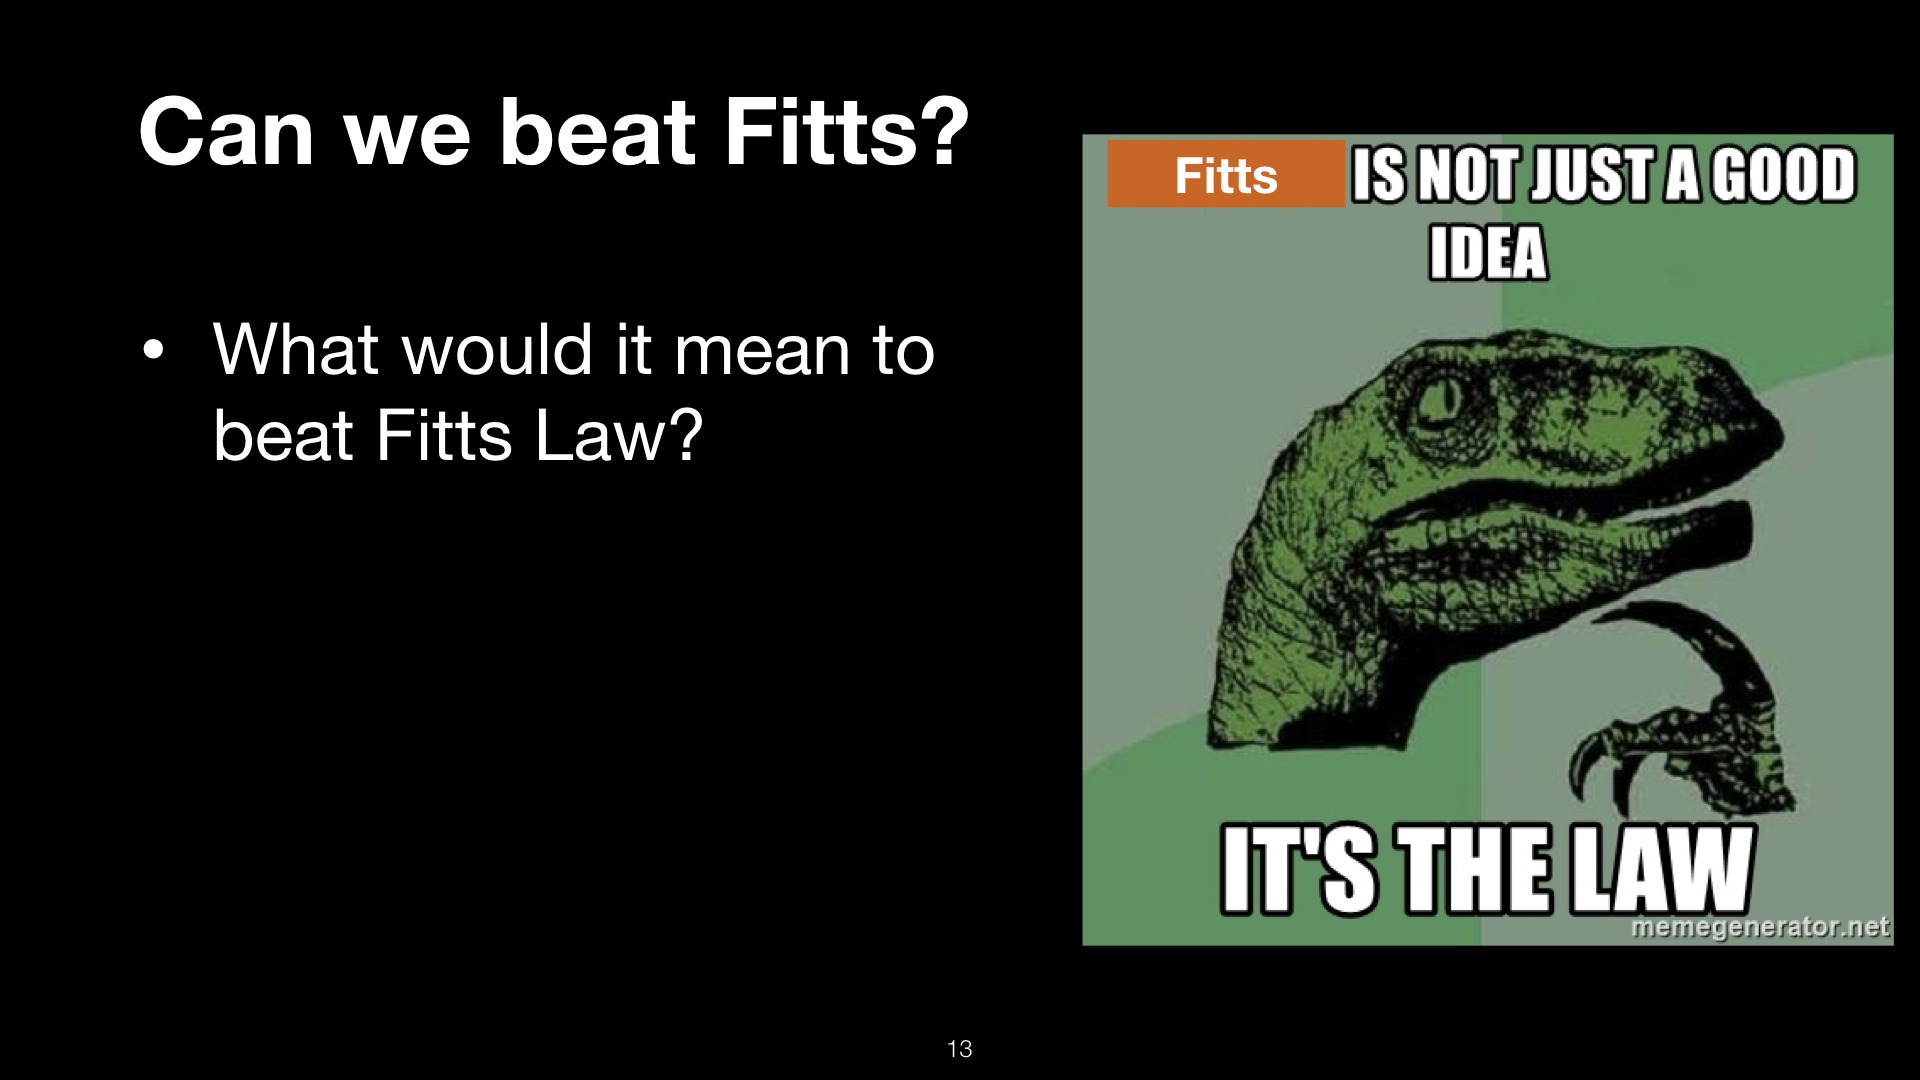 Can we beat Fitts?
• What would it mean to
beat Fitts Law?
Fitts IS NOT JUST A GOOD
IDEA
IT'S THE LAW
memegenerator.net
13